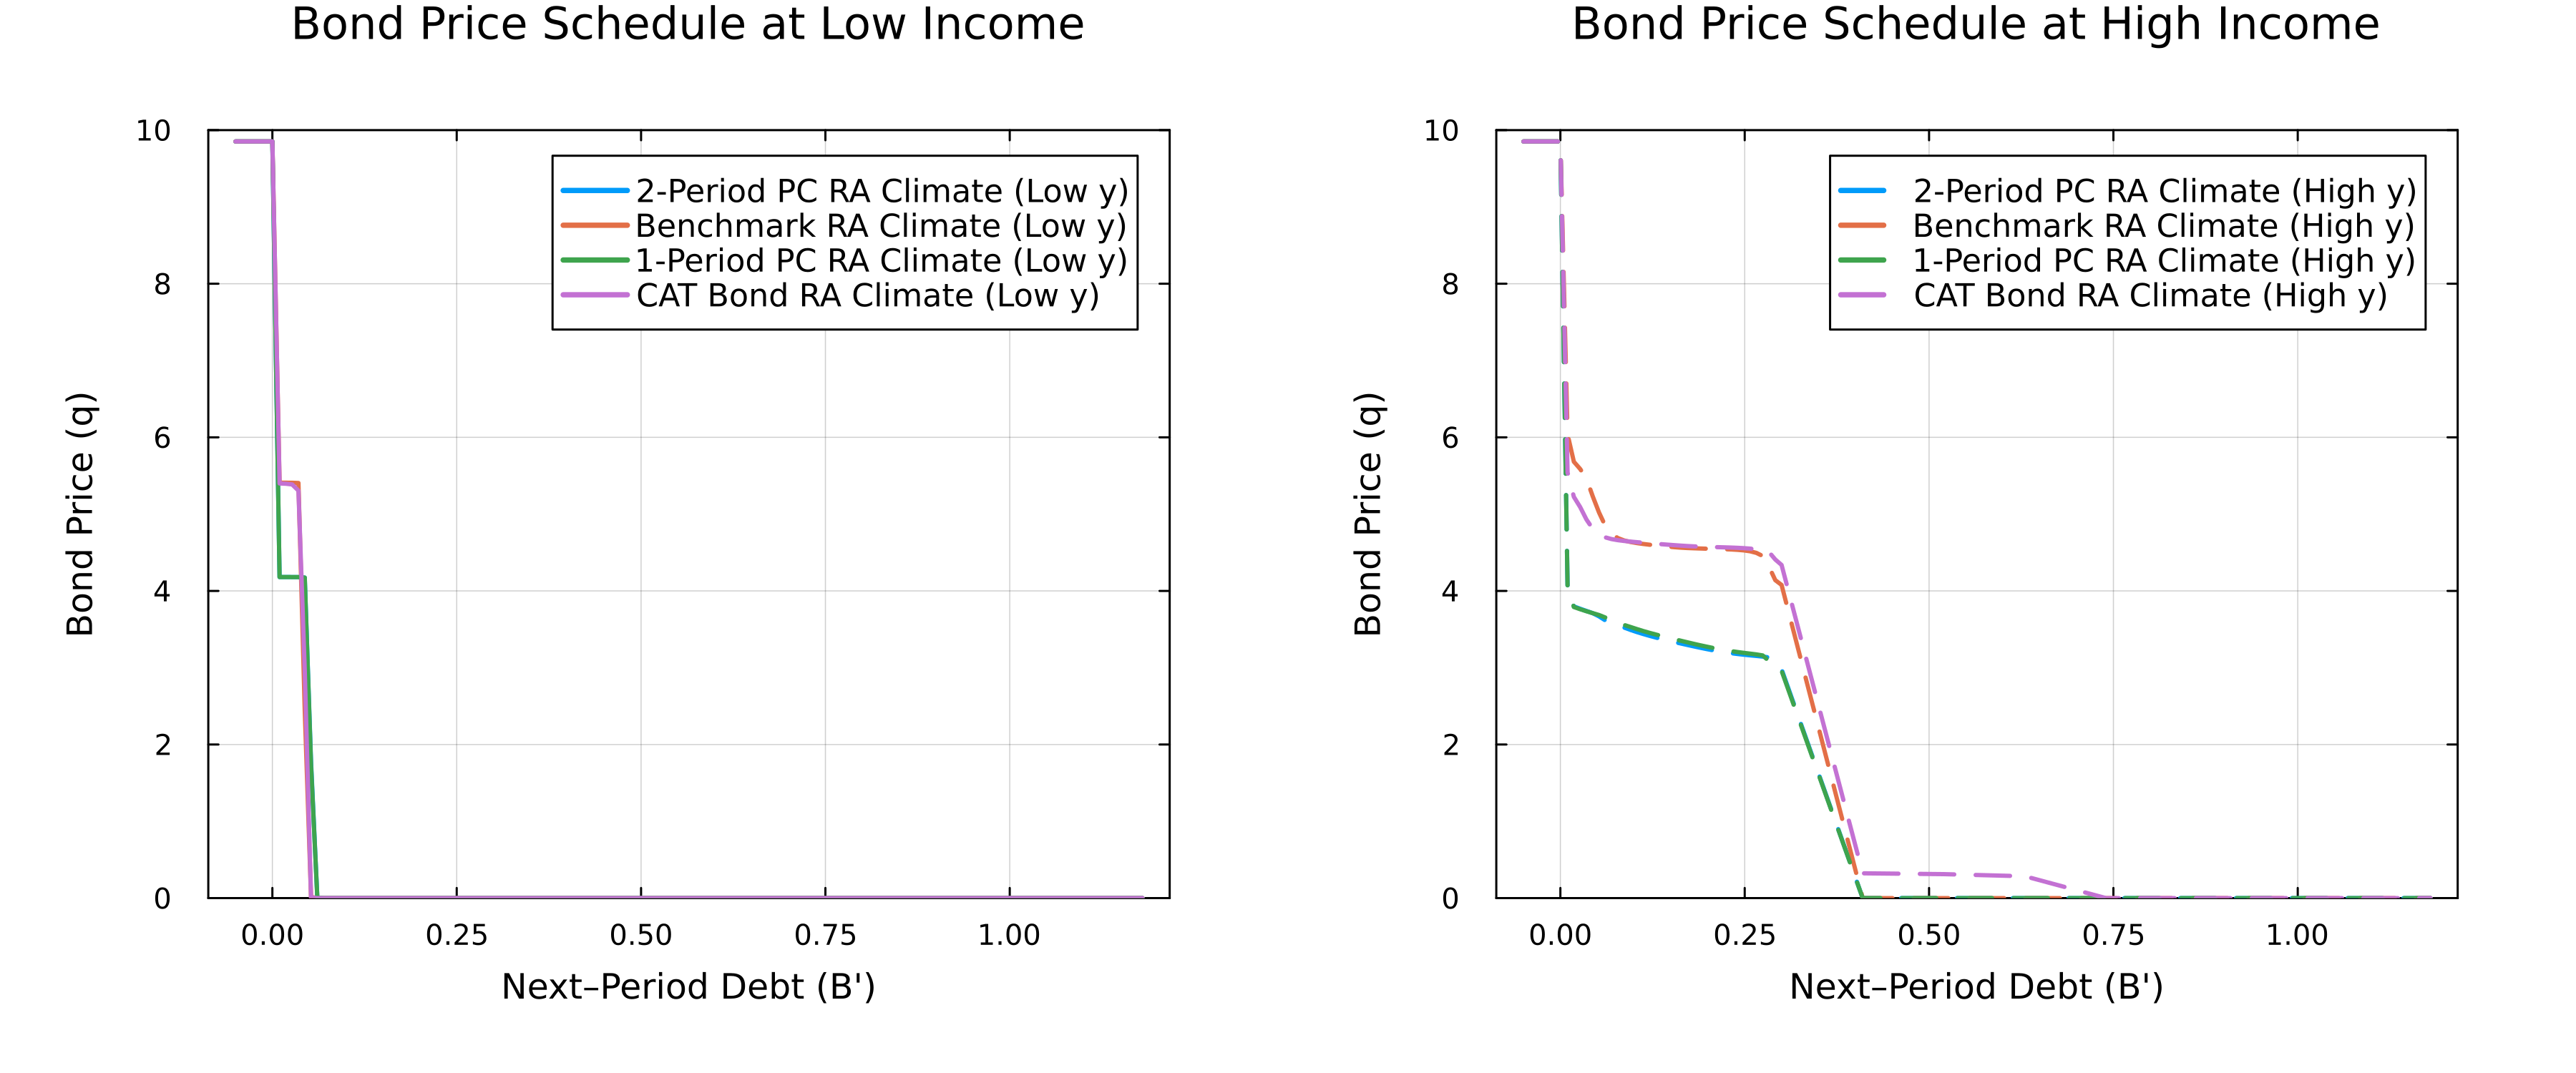 Bond Price Schedule at Low Income
10
8
6
4
2
0
Bond Price (q)
2-Period PC RA Climate (Low y)
Benchmark RA Climate (Low y)
1-Period PC RA Climate (Low y)
CAT Bond RA Climate (Low y)
0.00 0.25 0.50 0.75 1.00
Next–Period Debt (B')
Bond Price Schedule at High Income
10
8
6
4
2
0
Bond Price (q)
2-Period PC RA Climate (High y)
Benchmark RA Climate (High y)
1-Period PC RA Climate (High y)
CAT Bond RA Climate (High y)
0.00 0.25 0.50 0.75 1.00
Next–Period Debt (B')